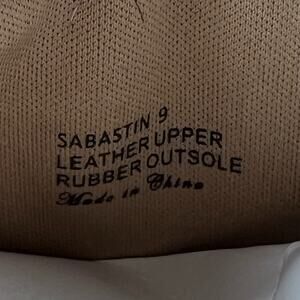 SABASTIN 9
LEATHER UPPER
RUBBER OUTSOLE
Made in China